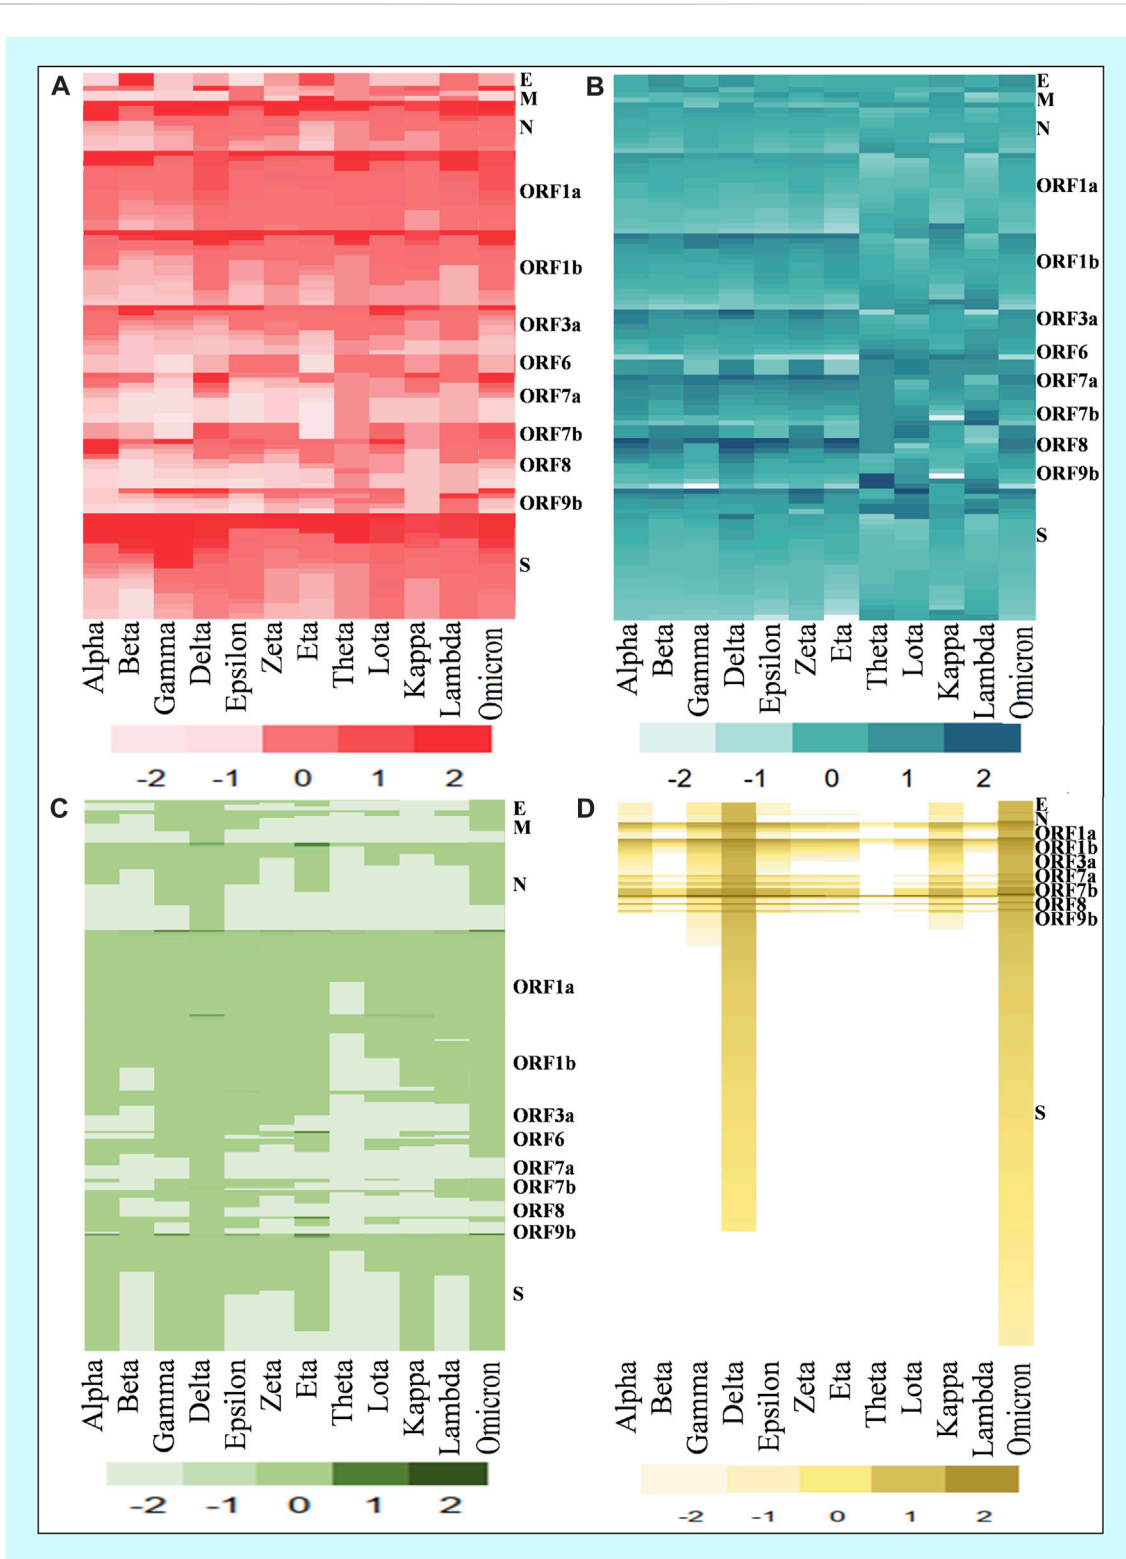 A
E
M
N
ORF1a
ORF1b
ORF3a
ORF6
ORF7a
ORF7b
ORF8
ORF9b
S
Alpha
Beta
Gamma
Delta
Epsilon
Zeta
Eta
Theta
Lota
Kappa
Lambda
Omicron
-2 -1 0 1 2
B
E
M
N
ORF1a
ORF1b
ORF3a
ORF6
ORF7a
ORF7b
ORF8
ORF9b
S
Alpha
Beta
Gamma
Delta
Epsilon
Zeta
Eta
Theta
Lota
Kappa
Lambda
Omicron
-2 -1 0 1 2
C
E
M
N
ORF1a
ORF1b
ORF3a
ORF6
ORF7a
ORF7b
ORF8
ORF9b
S
Alpha
Beta
Gamma
Delta
Epsilon
Zeta
Eta
Theta
Lota
Kappa
Lambda
Omicron
-2 -1 0 1 2
D
E
N
ORF1a
ORF1b
ORF3a
ORF7a
ORF7b
ORF8
ORF9b
S
Alpha
Beta
Gamma
Delta
Epsilon
Zeta
Eta
Theta
Lota
Kappa
Lambda
Omicron
-2 -1 0 1 2